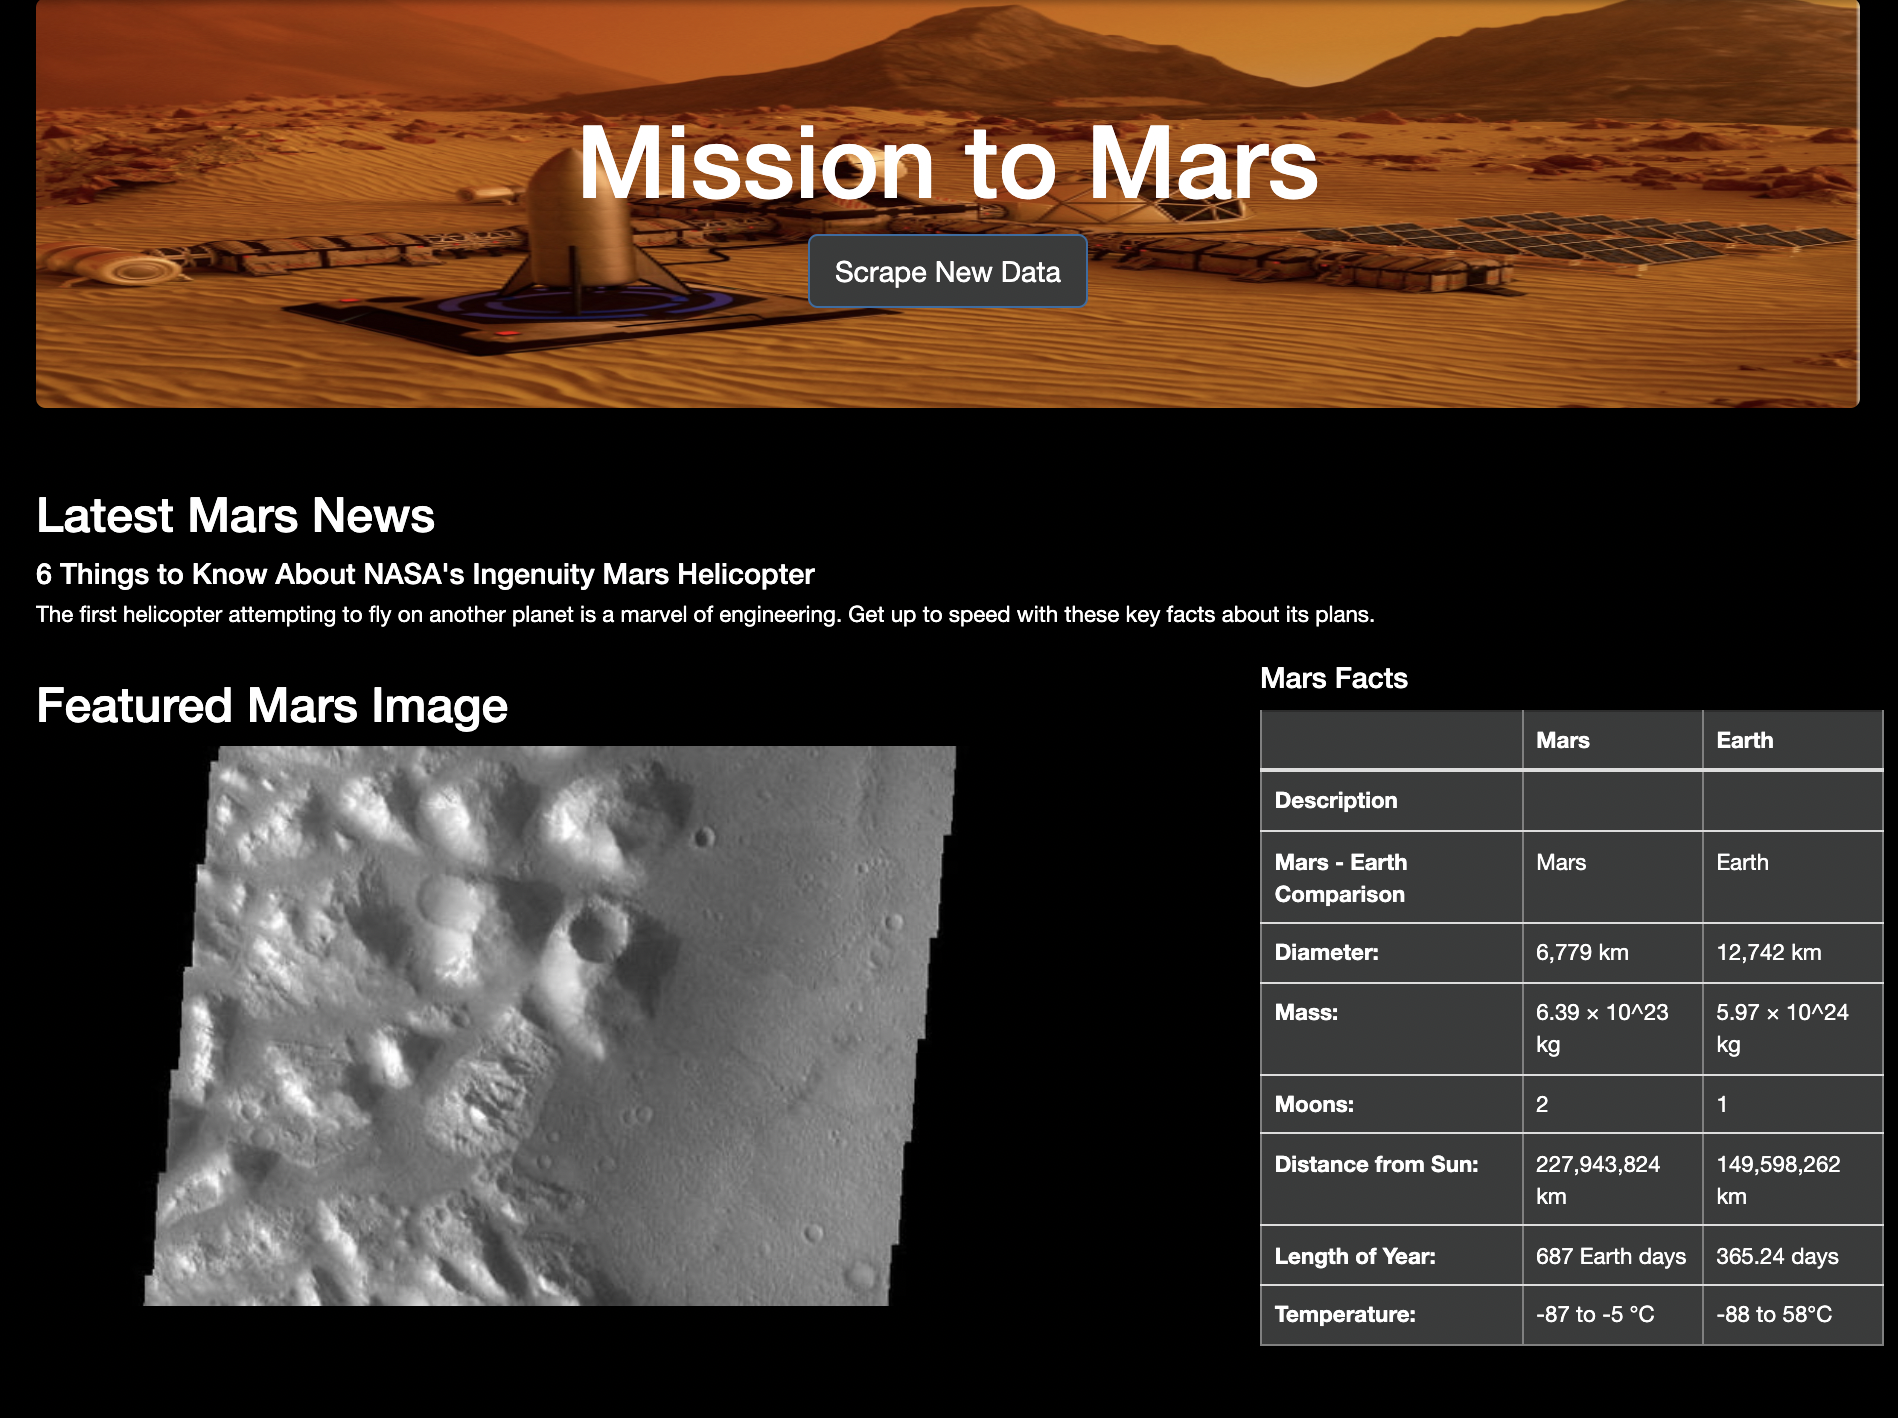 Mission to Mars
Scrape New Data
Latest Mars News
6 Things to Know About NASA's Ingenuity Mars Helicopter
The first helicopter attempting to fly on another planet is a marvel of engineering. Get up to speed with these key facts about its plans.
Featured Mars Image
Mars Facts
Mars Earth
Description
Mars - Earth Comparison Mars Earth
Diameter: 6,779 km 12,742 km
Mass: 6.39 × 10^23 kg 5.97 × 10^24 kg
Moons: 2 1
Distance from Sun: 227,943,824 km 149,598,262 km
Length of Year: 687 Earth days 365.24 days
Temperature: -87 to -5 °C -88 to 58°C